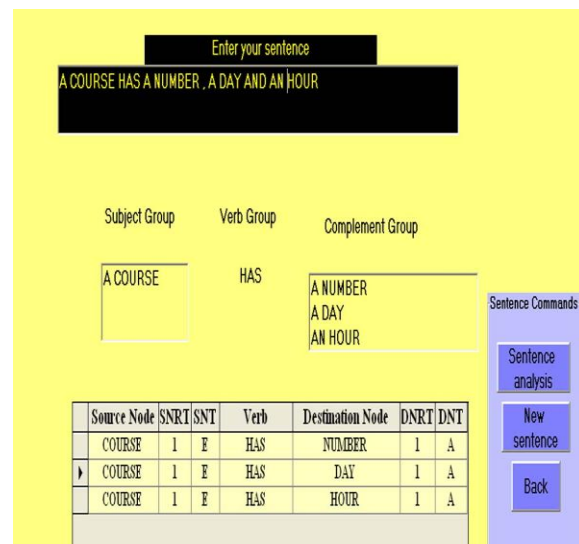 Enter your sentence
A COURSE HAS A NUMBER , A DAY AND AN HOUR
Subject Group Verb Group Complement Group
A COURSE HAS A NUMBER
A DAY
AN HOUR
Sentence Commands
Sentence analysis
New sentence
Back
Source Node SNRT SNT Verb Destination Node DNRT DNT
COURSE 1 E HAS NUMBER 1 A
COURSE 1 E HAS DAY 1 A
COURSE 1 E HAS HOUR 1 A